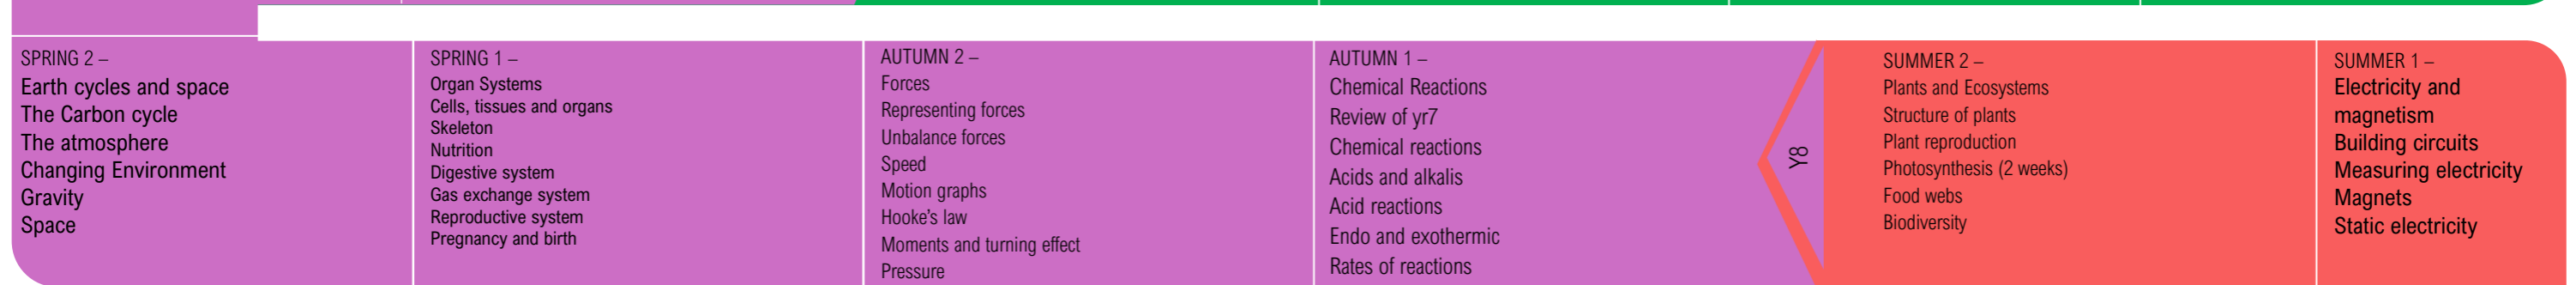 SPRING 2 –
Earth cycles and space
The Carbon cycle
The atmosphere
Changing Environment
Gravity
Space
SPRING 1 –
Organ Systems
Cells, tissues and organs
Skeleton
Nutrition
Digestive system
Gas exchange system
Reproductive system
Pregnancy and birth
AUTUMN 2 –
Forces
Representing forces
Unbalance forces
Speed
Motion graphs
Hooke's law
Moments and turning effect
Pressure
AUTUMN 1 –
Chemical Reactions
Review of yr7
Chemical reactions
Acids and alkalis
Acid reactions
Endo and exothermic
Rates of reactions
Y8
SUMMER 2 –
Plants and Ecosystems
Structure of plants
Plant reproduction
Photosynthesis (2 weeks)
Food webs
Biodiversity
SUMMER 1 –
Electricity and
magnetism
Building circuits
Measuring electricity
Magnets
Static electricity